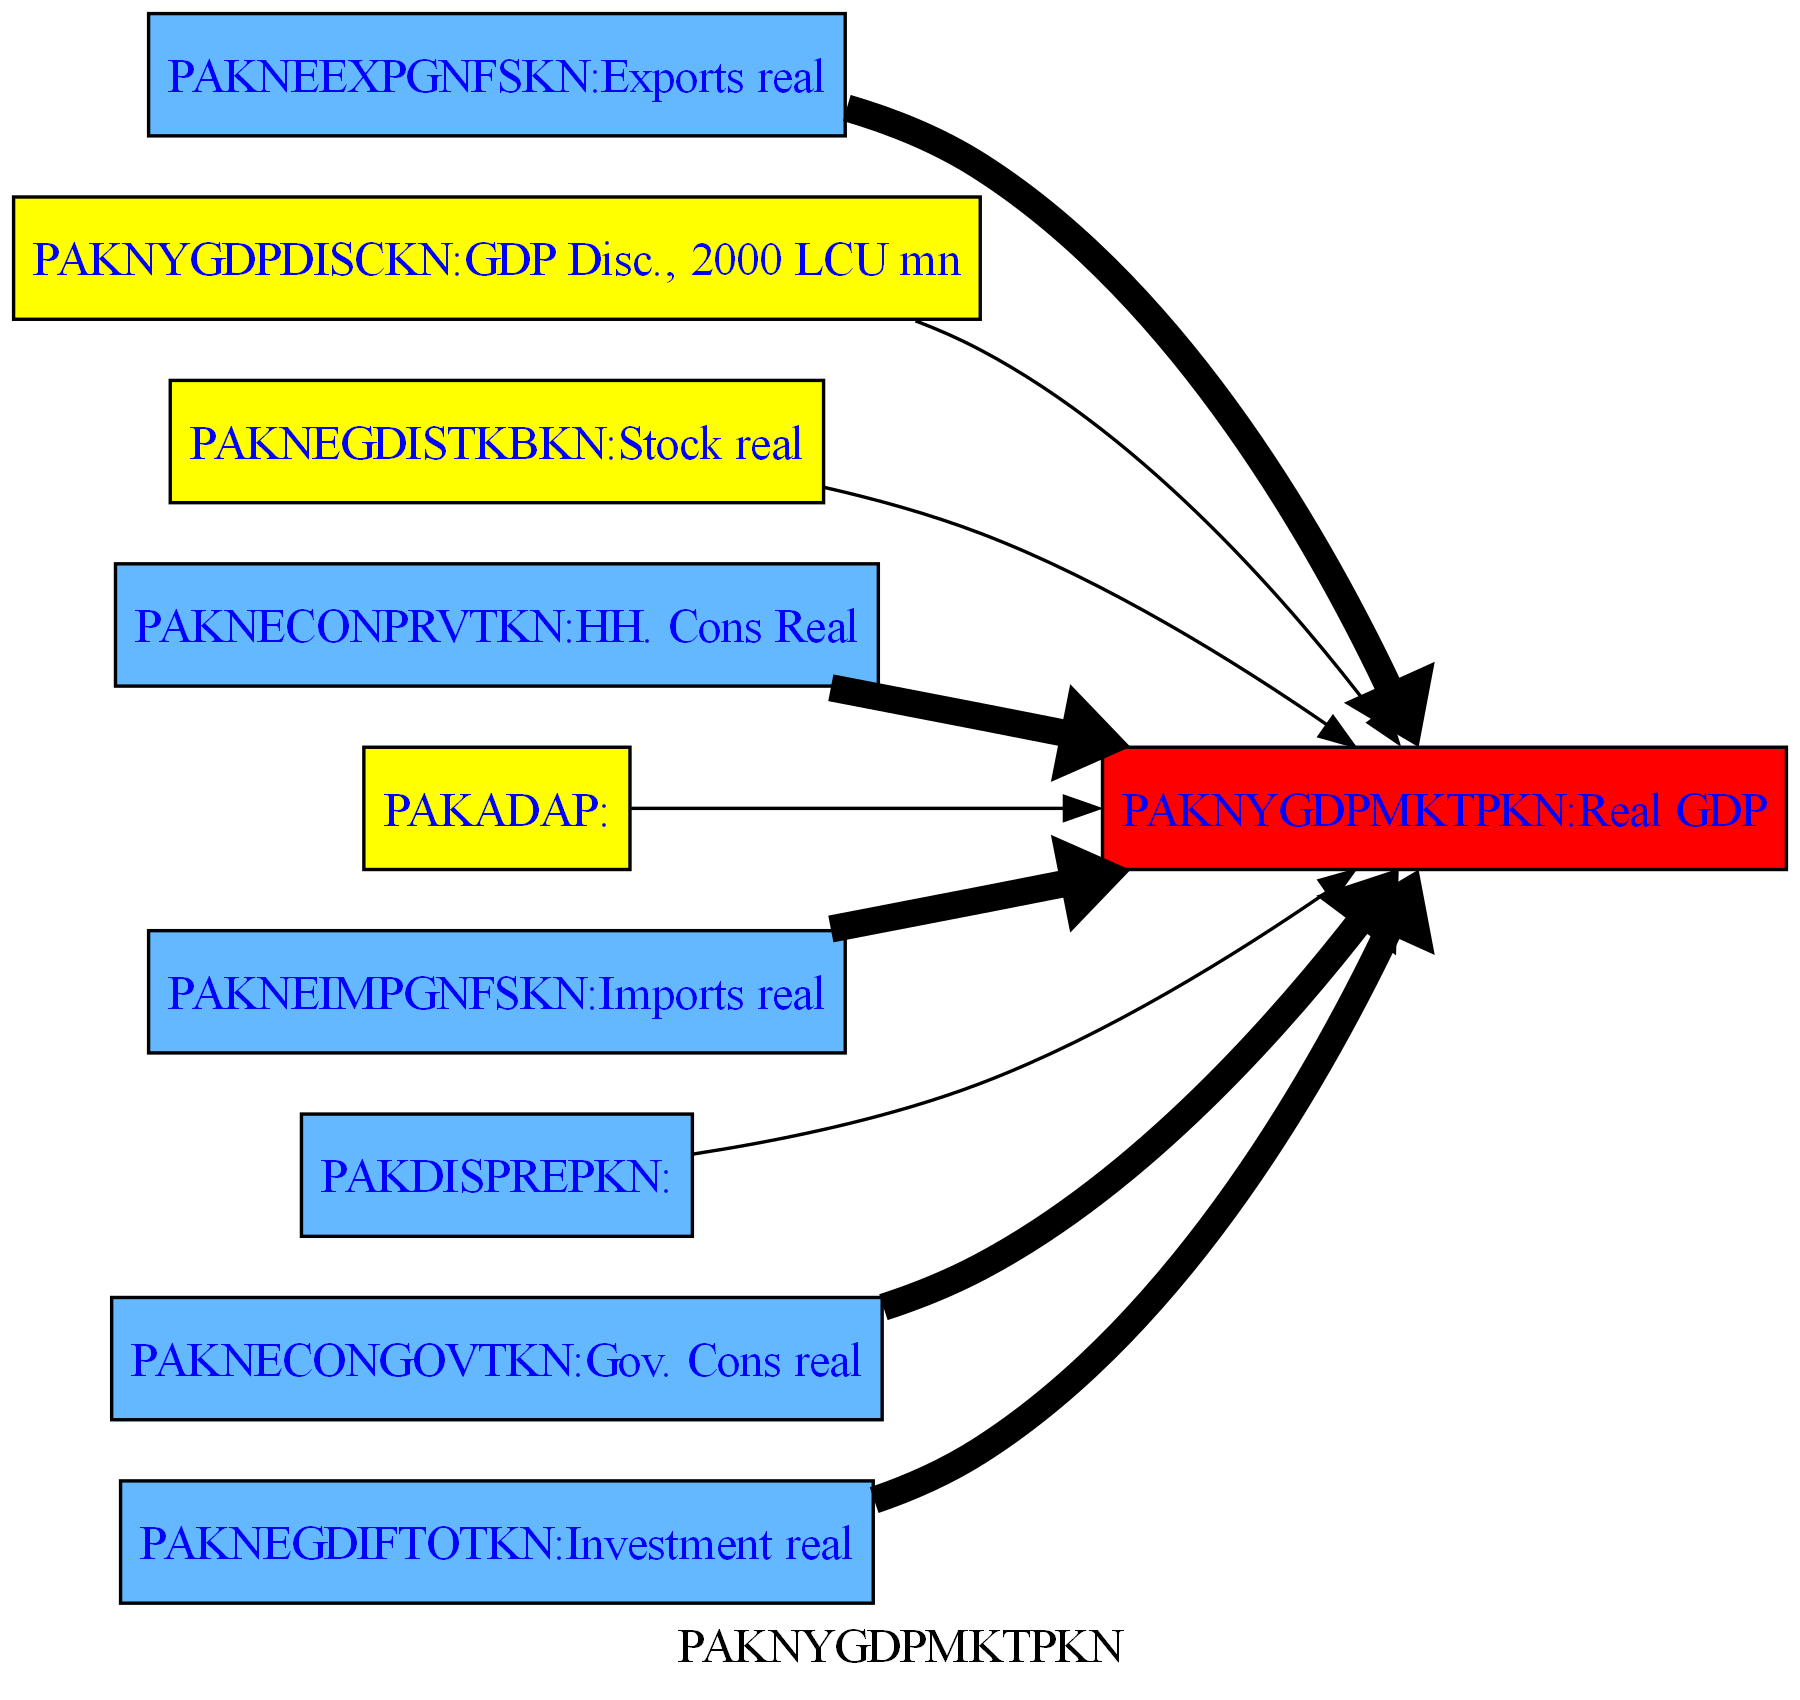 PAKNEEXPGNFSKN:Exports real
PAKNYGDPDISCKN:GDP Disc., 2000 LCU mn
PAKNEGDISTKBKN:Stock real
PAKNECONPRVTKN:HH. Cons Real
PAKADAP:
PAKNYGDPMKTPKN:Real GDP
PAKNEIMPGNFSKN:Imports real
PAKDISPREPKN:
PAKNECONGOVTKN:Gov. Cons real
PAKNEGDIFTOTKN:Investment real
PAKNYGDPMKTPKN